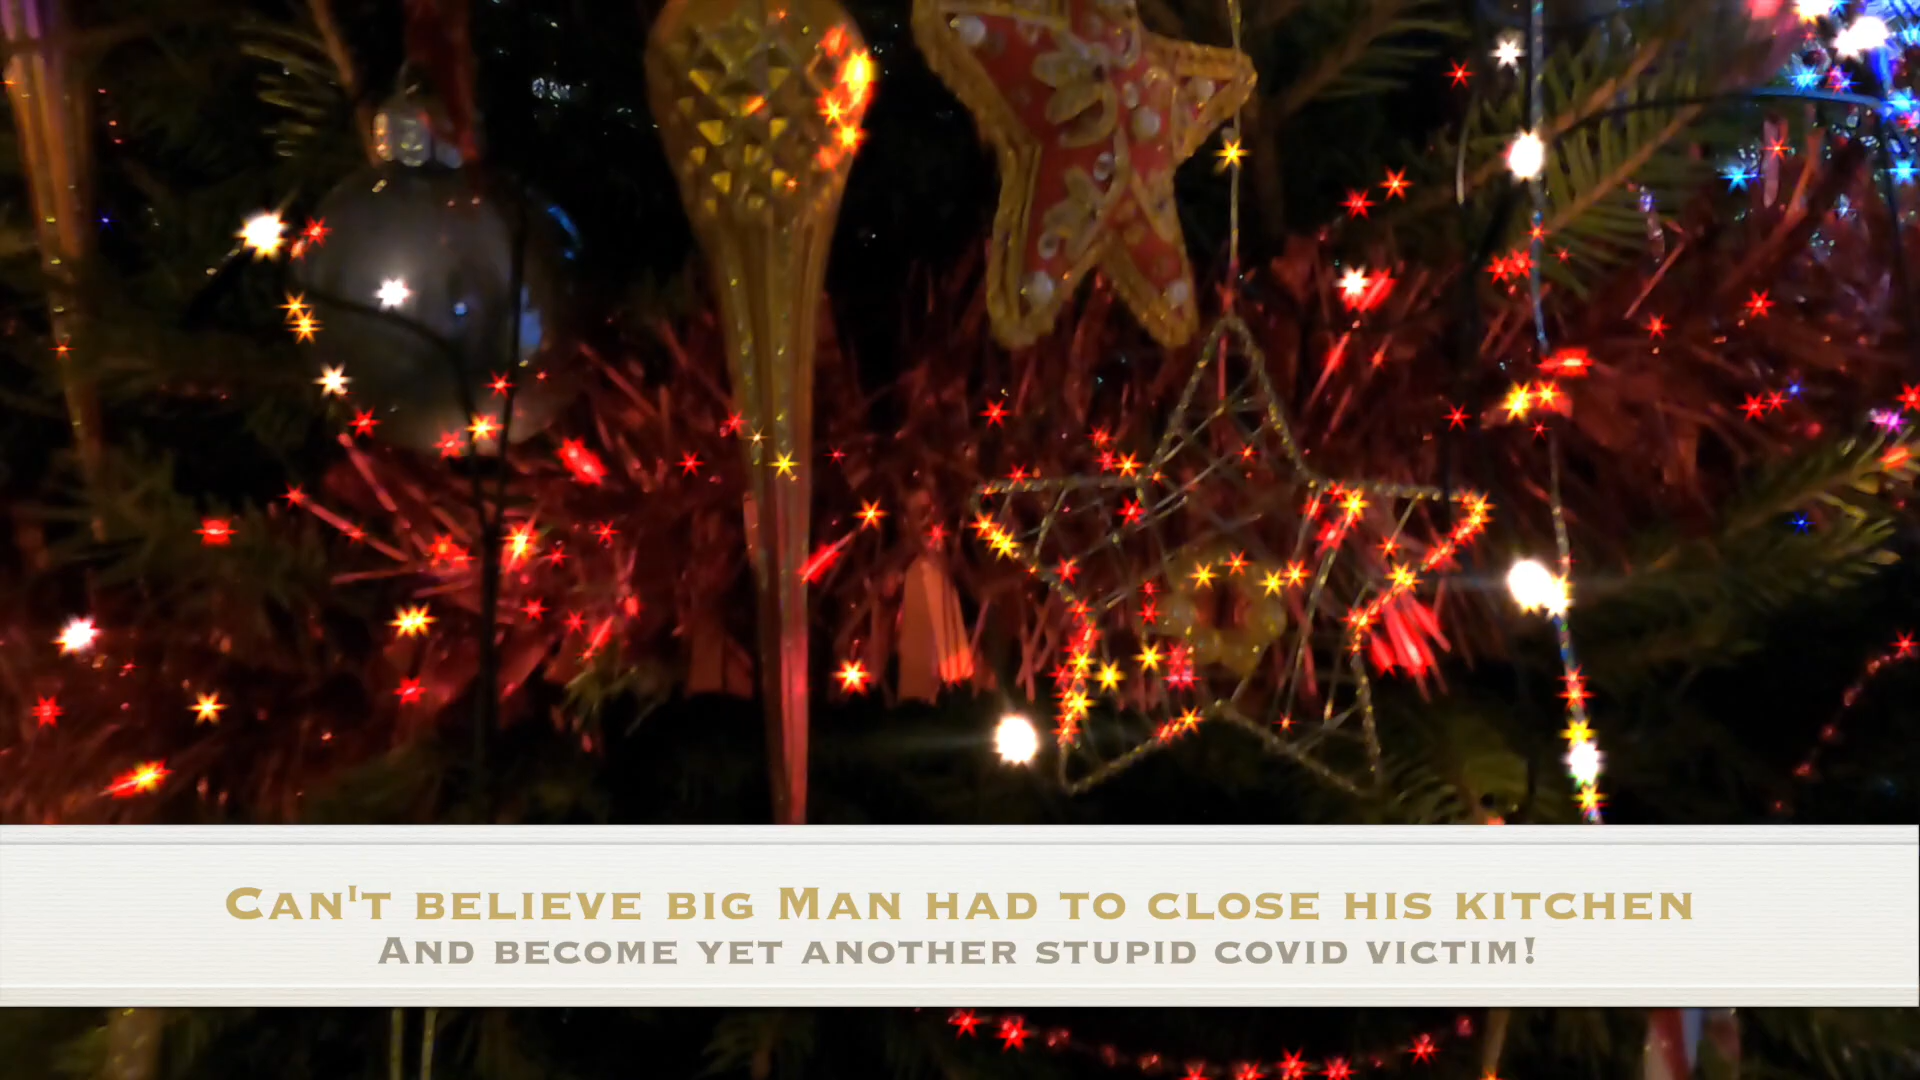 Can't believe big Man had to close his kitchen
And become yet another stupid covid victim!